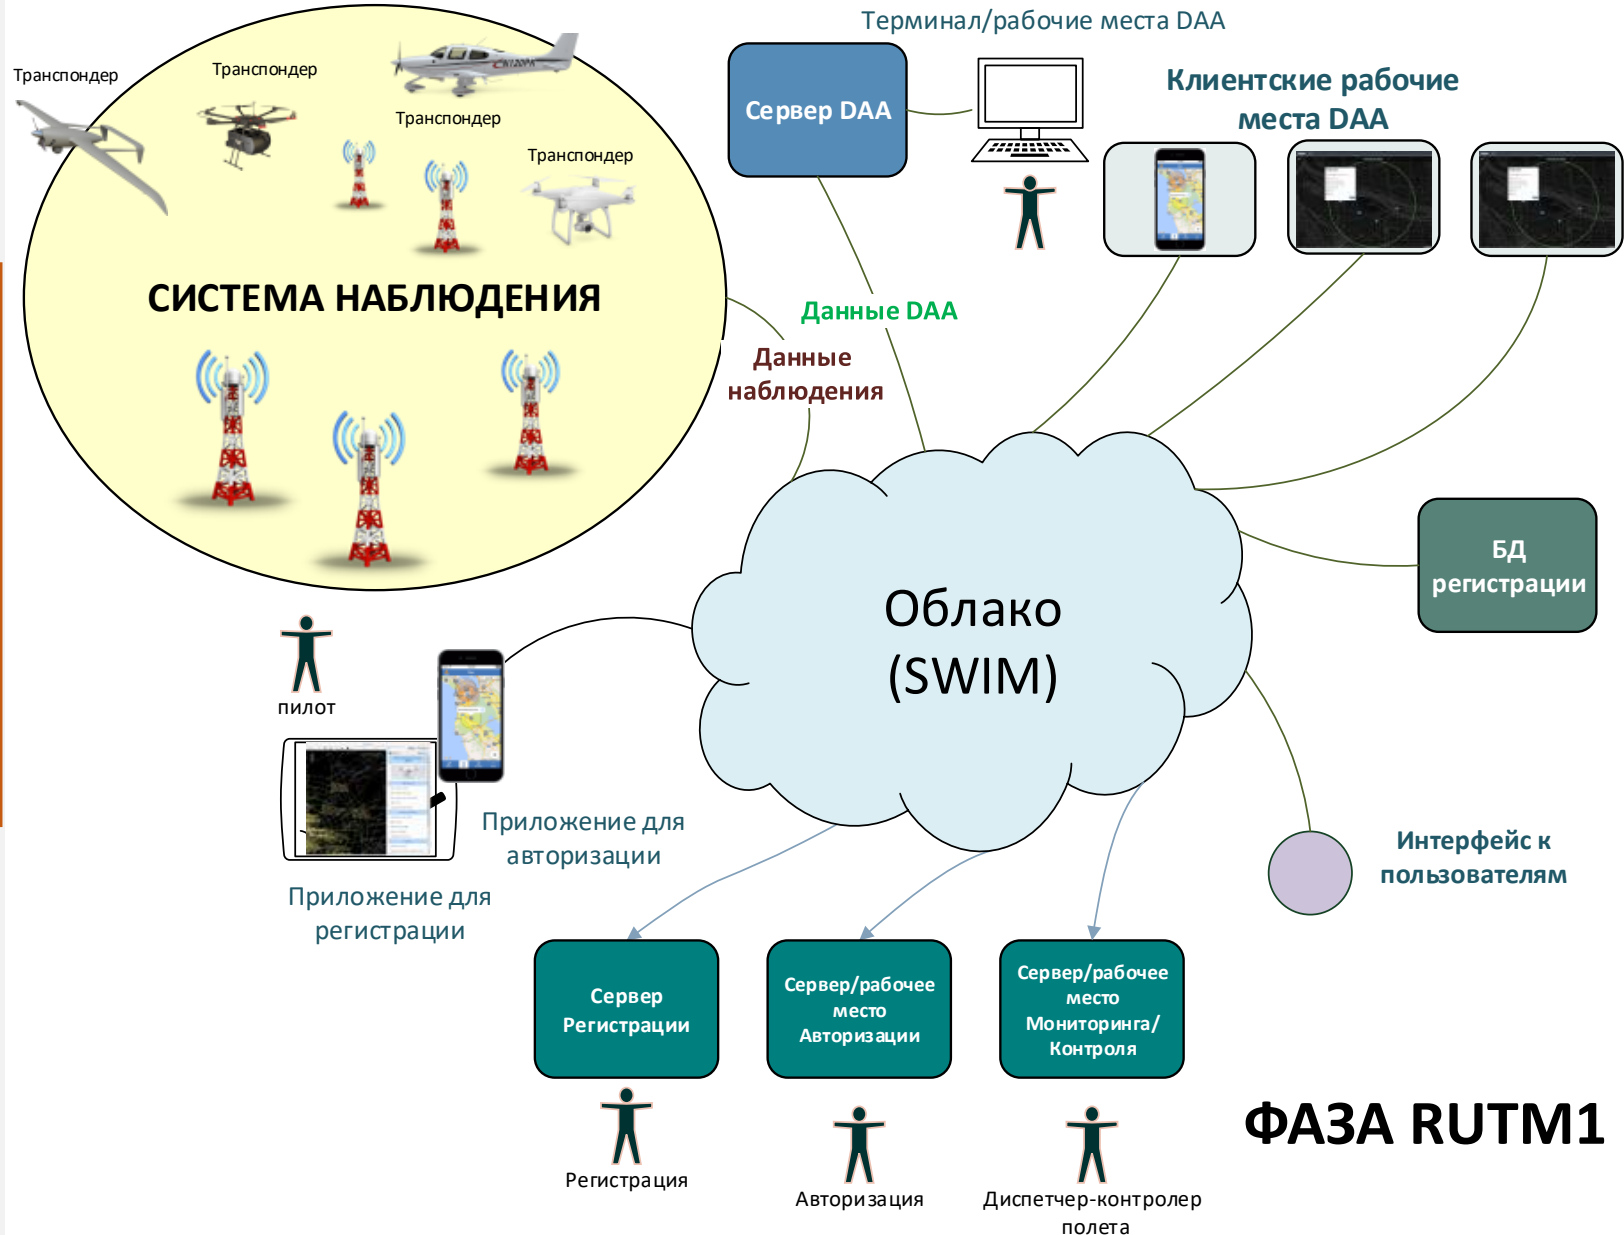 Терминал/рабочие места DAA
Транспондер
Транспондер
Транспондер
Транспондер
N120PK
СИСТЕМА НАБЛЮДЕНИЯ
Сервер DAA
Клиентские рабочие
места DAA
Данные DAA
Данные
наблюдения
БД
регистрации
Облако
(SWIM)
пилот
Приложение для
авторизации
Приложение для
регистрации
Интерфейс к
пользователям
Сервер
Регистрации
Сервер/рабочее
место
Авторизации
Сервер/рабочее
место
Мониторинга/
Контроля
ФАЗА RUTM1
Регистрация
Авторизация
Диспетчер-контролер
полета